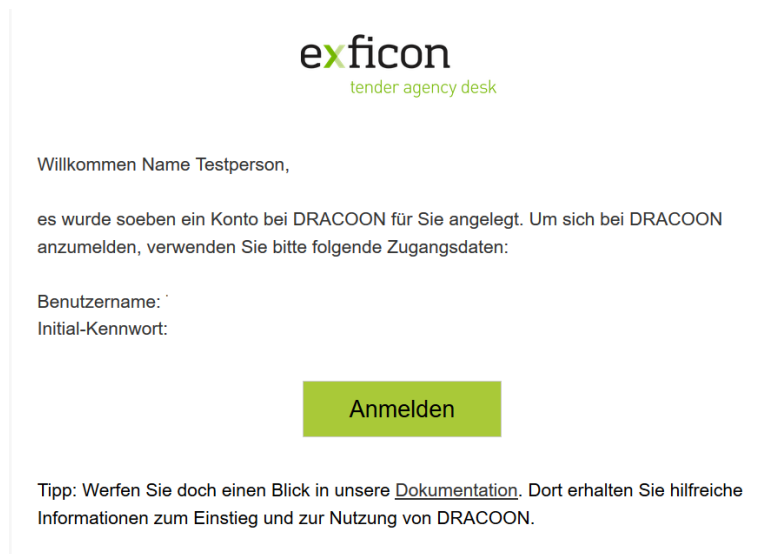 exficon
tender agency desk
Willkommen Name Testperson,
es wurde soeben ein Konto bei DRACOON für Sie angelegt. Um sich bei DRACOON
anzumelden, verwenden Sie bitte folgende Zugangsdaten:
Benutzername:
Initial-Kennwort:
Anmelden
Tipp: Werfen Sie doch einen Blick in unsere Dokumentation. Dort erhalten Sie hilfreiche
Informationen zum Einstieg und zur Nutzung von DRACOON.